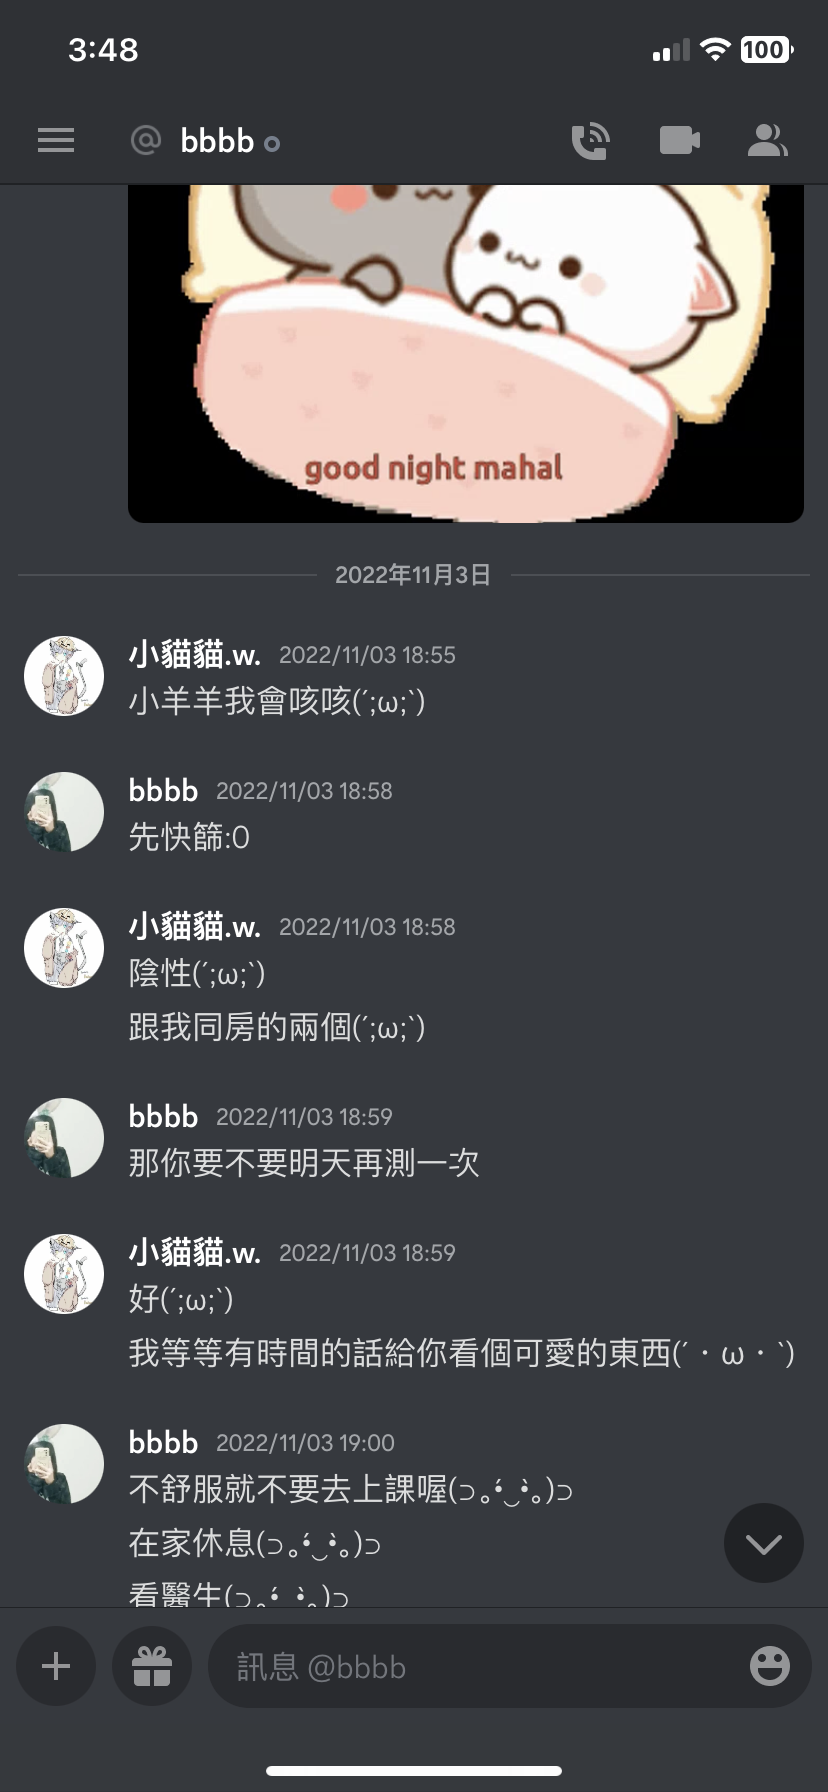 3:48
100
@ bbbb
good night mahal
2022年11月3日
小貓貓.w. 2022/11/03 18:55
小羊羊我會咳咳(´;ω;`)
bbbb 2022/11/03 18:58
先快篩:0
小貓貓.w. 2022/11/03 18:58
陰性(´;ω;`)
跟我同房的兩個(´;ω;`)
bbbb 2022/11/03 18:59
那你要不要明天再測一次
小貓貓.w. 2022/11/03 18:59
好(´;ω;`)
我等等有時間的話給你看個可愛的東西(´・ω・`)
bbbb 2022/11/03 19:00
不舒服就不要去上課喔(⊃｡•́‿•̀｡)⊃
在家休息(⊃｡•́‿•̀｡)⊃
看醫生(⊃｡•́‿•̀｡)⊃
訊息 @bbbb